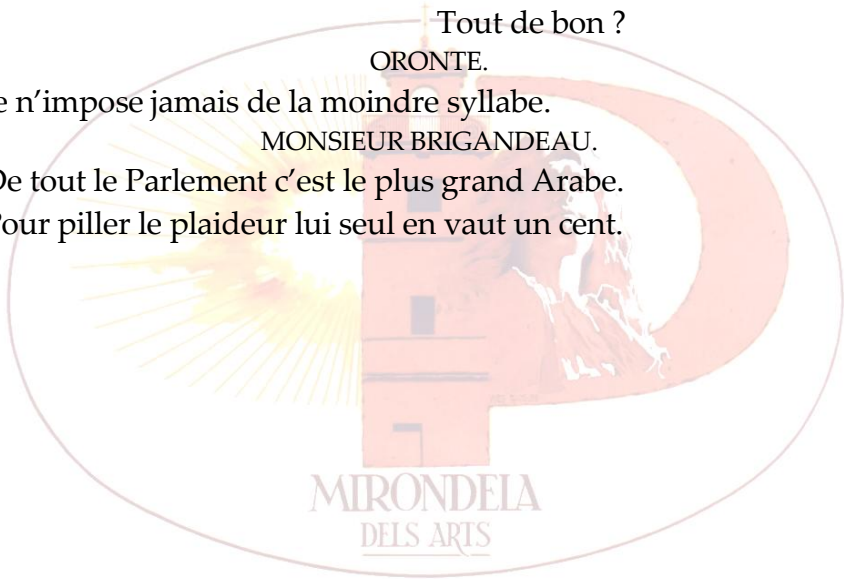 Tout de bon ?
ORONTE.
e n’impose jamais de la moindre syllabe.
MONSIEUR BRIGANDEAU.
De tout le Parlement c’est le plus grand Arabe.
Pour piller le plaideur lui seul en vaut un cent.
MIRONDELA
DELS ARTS